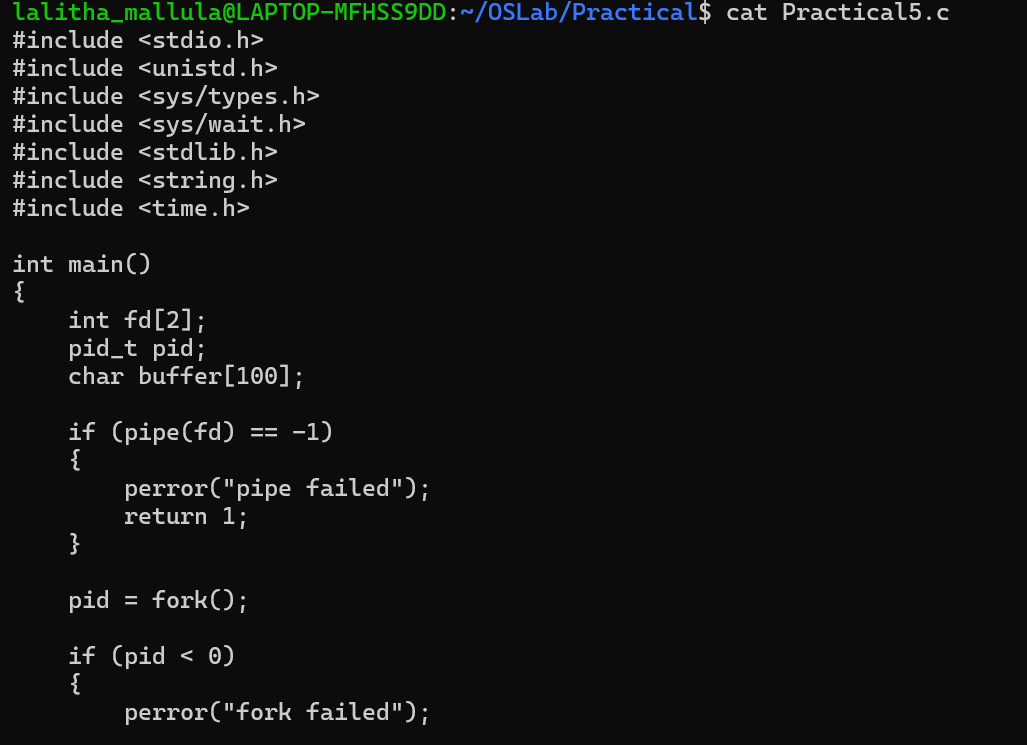 lalitha_mallula@LAPTOP-MFHSS9DD:~/OSLab/Practical$ cat Practical5.c
#include <stdio.h>
#include <unistd.h>
#include <sys/types.h>
#include <sys/wait.h>
#include <stdlib.h>
#include <string.h>
#include <time.h>

int main()
{
    int fd[2];
    pid_t pid;
    char buffer[100];

    if (pipe(fd) == -1)
    {
        perror("pipe failed");
        return 1;
    }

    pid = fork();

    if (pid < 0)
    {
        perror("fork failed");